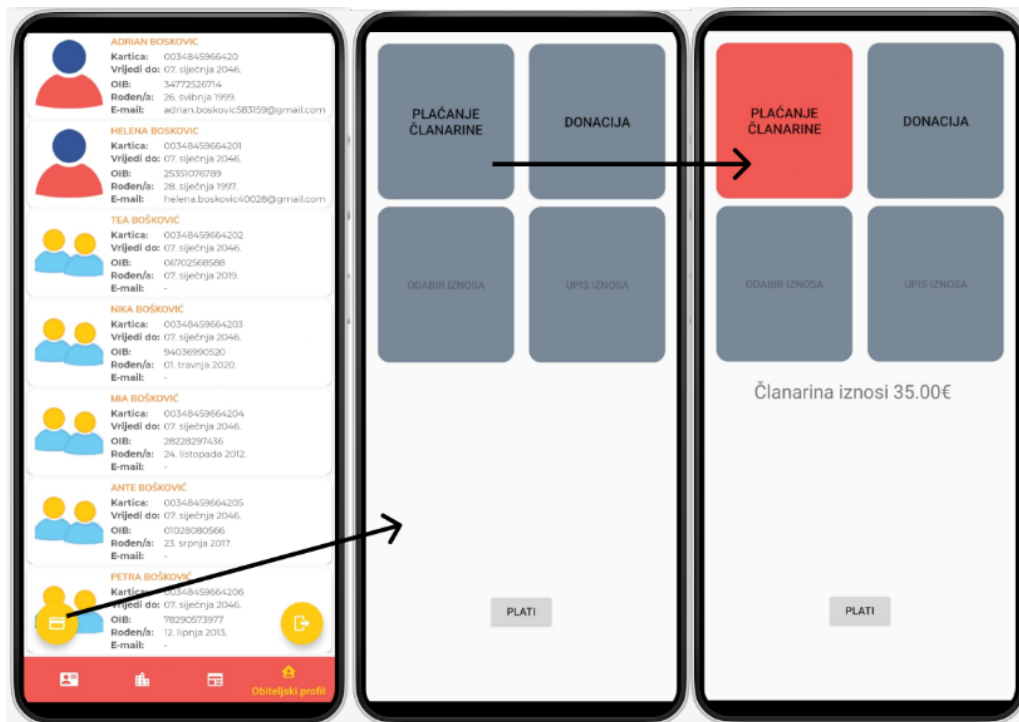 ADRIAN BOSKOVIC
Kartica: 0034845966420
Vrijedi do: 07. siječnja 2046.
OIB: 34772526714
Rođen/a: 26. svibnja 1999.
E-mail: adrian.boskovic583159@gmail.com
HELENA BOSKOVIC
Kartica: 00348459664201
Vrijedi do: 07. siječnja 2046.
OIB: 25351076789
Rođen/a: 28. siječnja 1997.
E-mail: helena.boskovic40028@gmail.com
TEA BOŠKOVIĆ
Kartica: 00348459664202
Vrijedi do: 07. siječnja 2046.
OIB: 06702568588
Rođen/a: 07. siječnja 2019.
E-mail: -
NIKA BOŠKOVIĆ
Kartica: 00348459664203
Vrijedi do: 07. siječnja 2046.
OIB: 94036990520
Rođen/a: 01. travnja 2020.
E-mail: -
MIA BOŠKOVIĆ
Kartica: 00348459664204
Vrijedi do: 07. siječnja 2046.
OIB: 28228297436
Rođen/a: 24. listopada 2012.
E-mail: -
ANTE BOŠKOVIĆ
Kartica: 00348459664205
Vrijedi do: 07. siječnja 2046.
OIB: 01028080566
Rođen/a: 23. srpnja 2017.
E-mail: -
PETRA BOŠKOVIĆ
Kartica: 00348459664206
Vrijedi do: 07. siječnja 2046.
OIB: 78290573977
Rođen/a: 12. lipnja 2013.
E-mail: -
Obiteljski profil
PLAĆANJE
ČLANARINE
DONACIJA
ODABIR IZNOSA
UPIS IZNOSA
PLATI
PLAĆANJE
ČLANARINE
DONACIJA
ODABIR IZNOSA
UPIS IZNOSA
Članarina iznosi 35.00€
PLATI